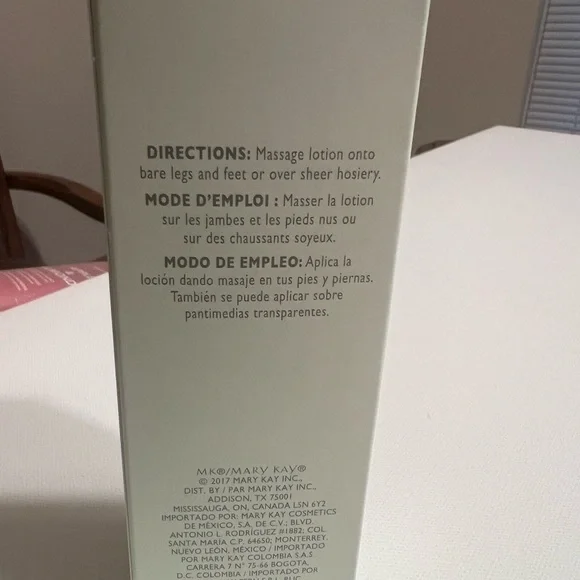 DIRECTIONS: Massage lotion onto
bare legs and feet or over sheer hosiery.
MODE D'EMPLOI : Masser la lotion
sur les jambes et les pieds nus ou
sur des chaussants soyeux.
MODO DE EMPLEO: Aplica la
loción dando masaje en tus pies y piernas.
También se puede aplicar sobre
pantimedias transparentes.
MK®/MARY KAY®
© 2017 MARY KAY INC.,
DIST. BY / PAR MARY KAY INC.,
ADDISON, TX 75001
MISSISSAUGA, ON, CANADA L5N 6Y2
IMPORTADO POR: MARY KAY COSMETICS
DE MÉXICO, S.A. DE C.V.; BLVD.
ANTONIO L. RODRÍGUEZ #1882; COL.
SANTA MARÍA C.P. 64650; MONTERREY,
NUEVO LEÓN, MÉXICO / IMPORTADO
POR MARY KAY COLOMBIA S.A.S
CARRERA 7 N° 75-66 BOGOTA,
D.C. COLOMBIA / IMPORTADO POR